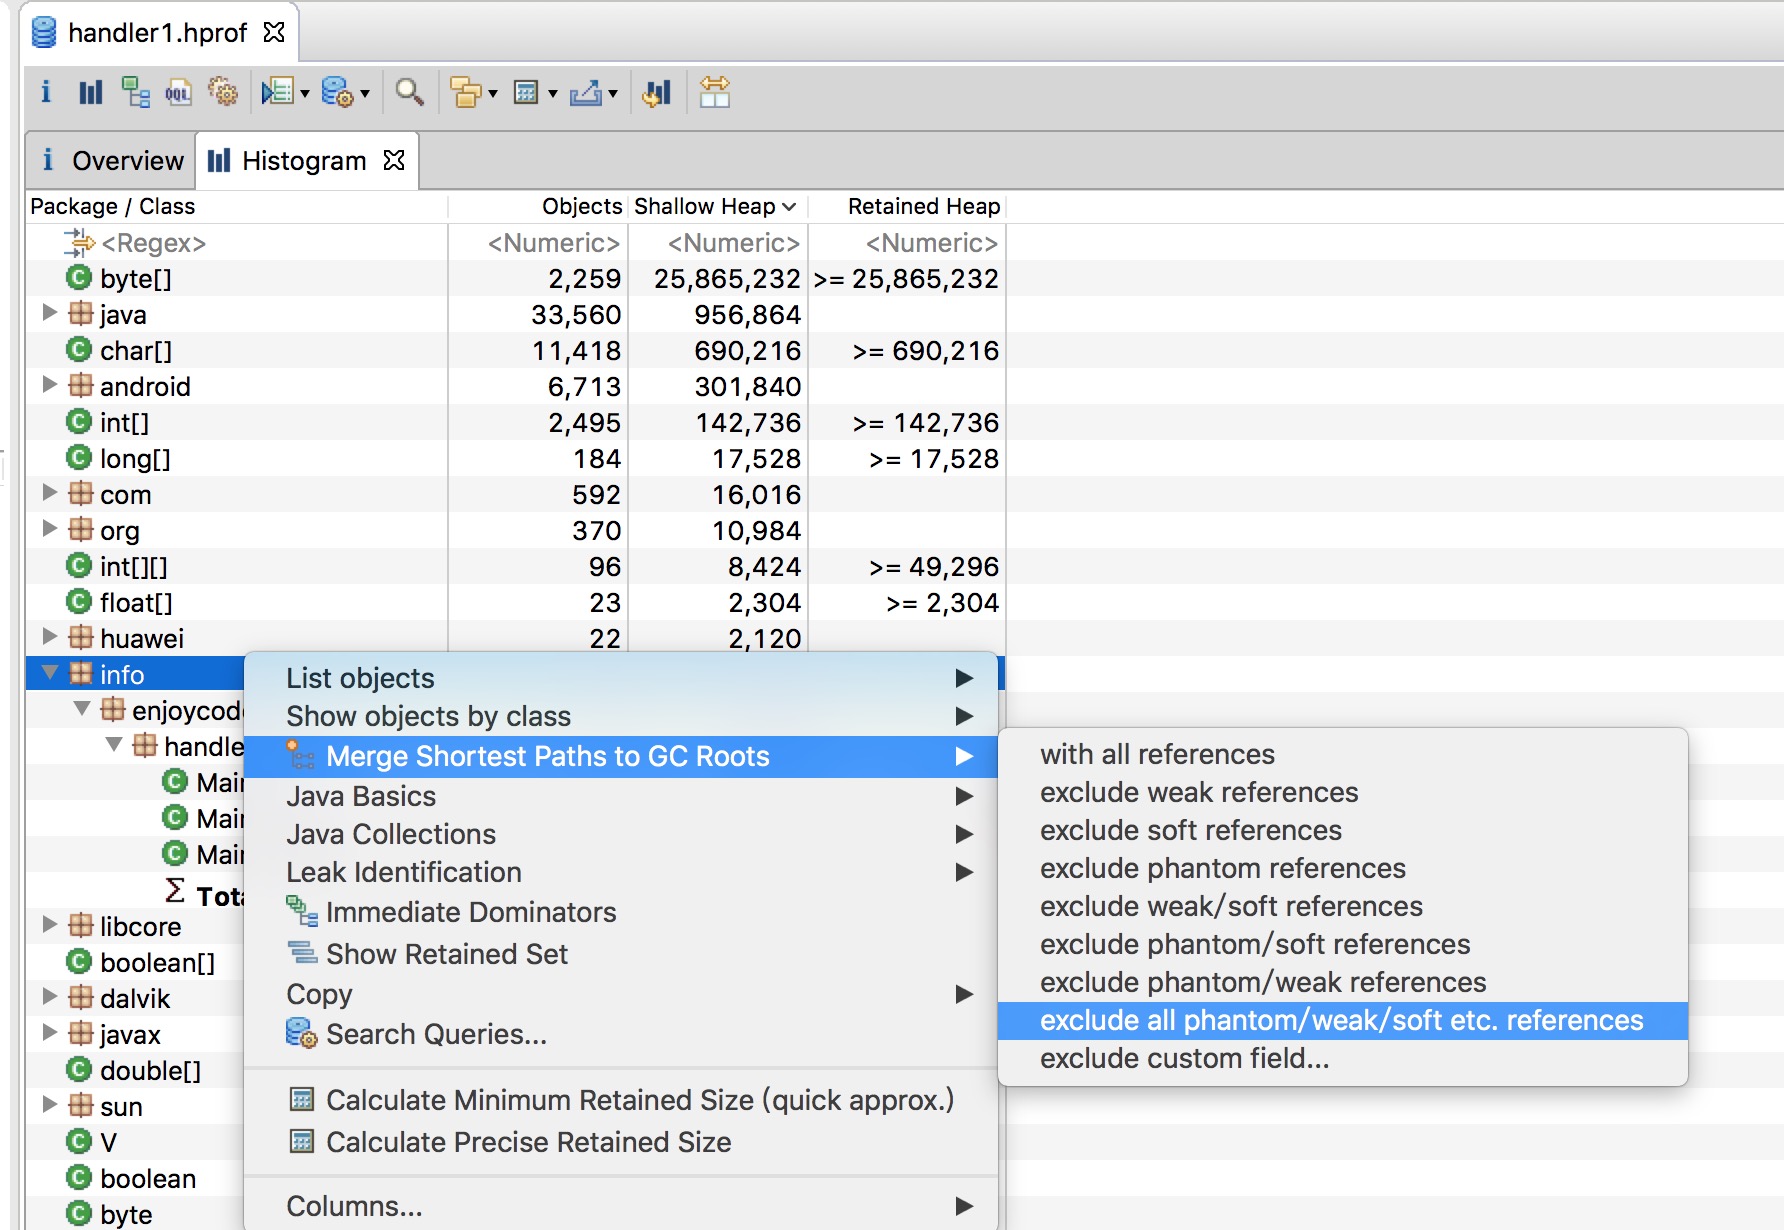 handler1.hprof
Overview
Histogram
Package / Class Objects Shallow Heap Retained Heap
<Regex> <Numeric> <Numeric> <Numeric>
byte[] 2,259 25,865,232 >= 25,865,232
java 33,560 956,864
char[] 11,418 690,216 >= 690,216
android 6,713 301,840
int[] 2,495 142,736 >= 142,736
long[] 184 17,528 >= 17,528
com 592 16,016
org 370 10,984
int[][] 96 8,424 >= 49,296
float[] 23 2,304 >= 2,304
huawei 22 2,120
info
enjoycod
handle
Mai
Mai
Mai
Tota
libcore
boolean[]
dalvik
javax
double[]
sun
V
boolean
byte
List objects
Show objects by class
Merge Shortest Paths to GC Roots
Java Basics
Java Collections
Leak Identification
Immediate Dominators
Show Retained Set
Copy
Search Queries...
Calculate Minimum Retained Size (quick approx.)
Calculate Precise Retained Size
Columns...
with all references
exclude weak references
exclude soft references
exclude phantom references
exclude weak/soft references
exclude phantom/soft references
exclude phantom/weak references
exclude all phantom/weak/soft etc. references
exclude custom field...